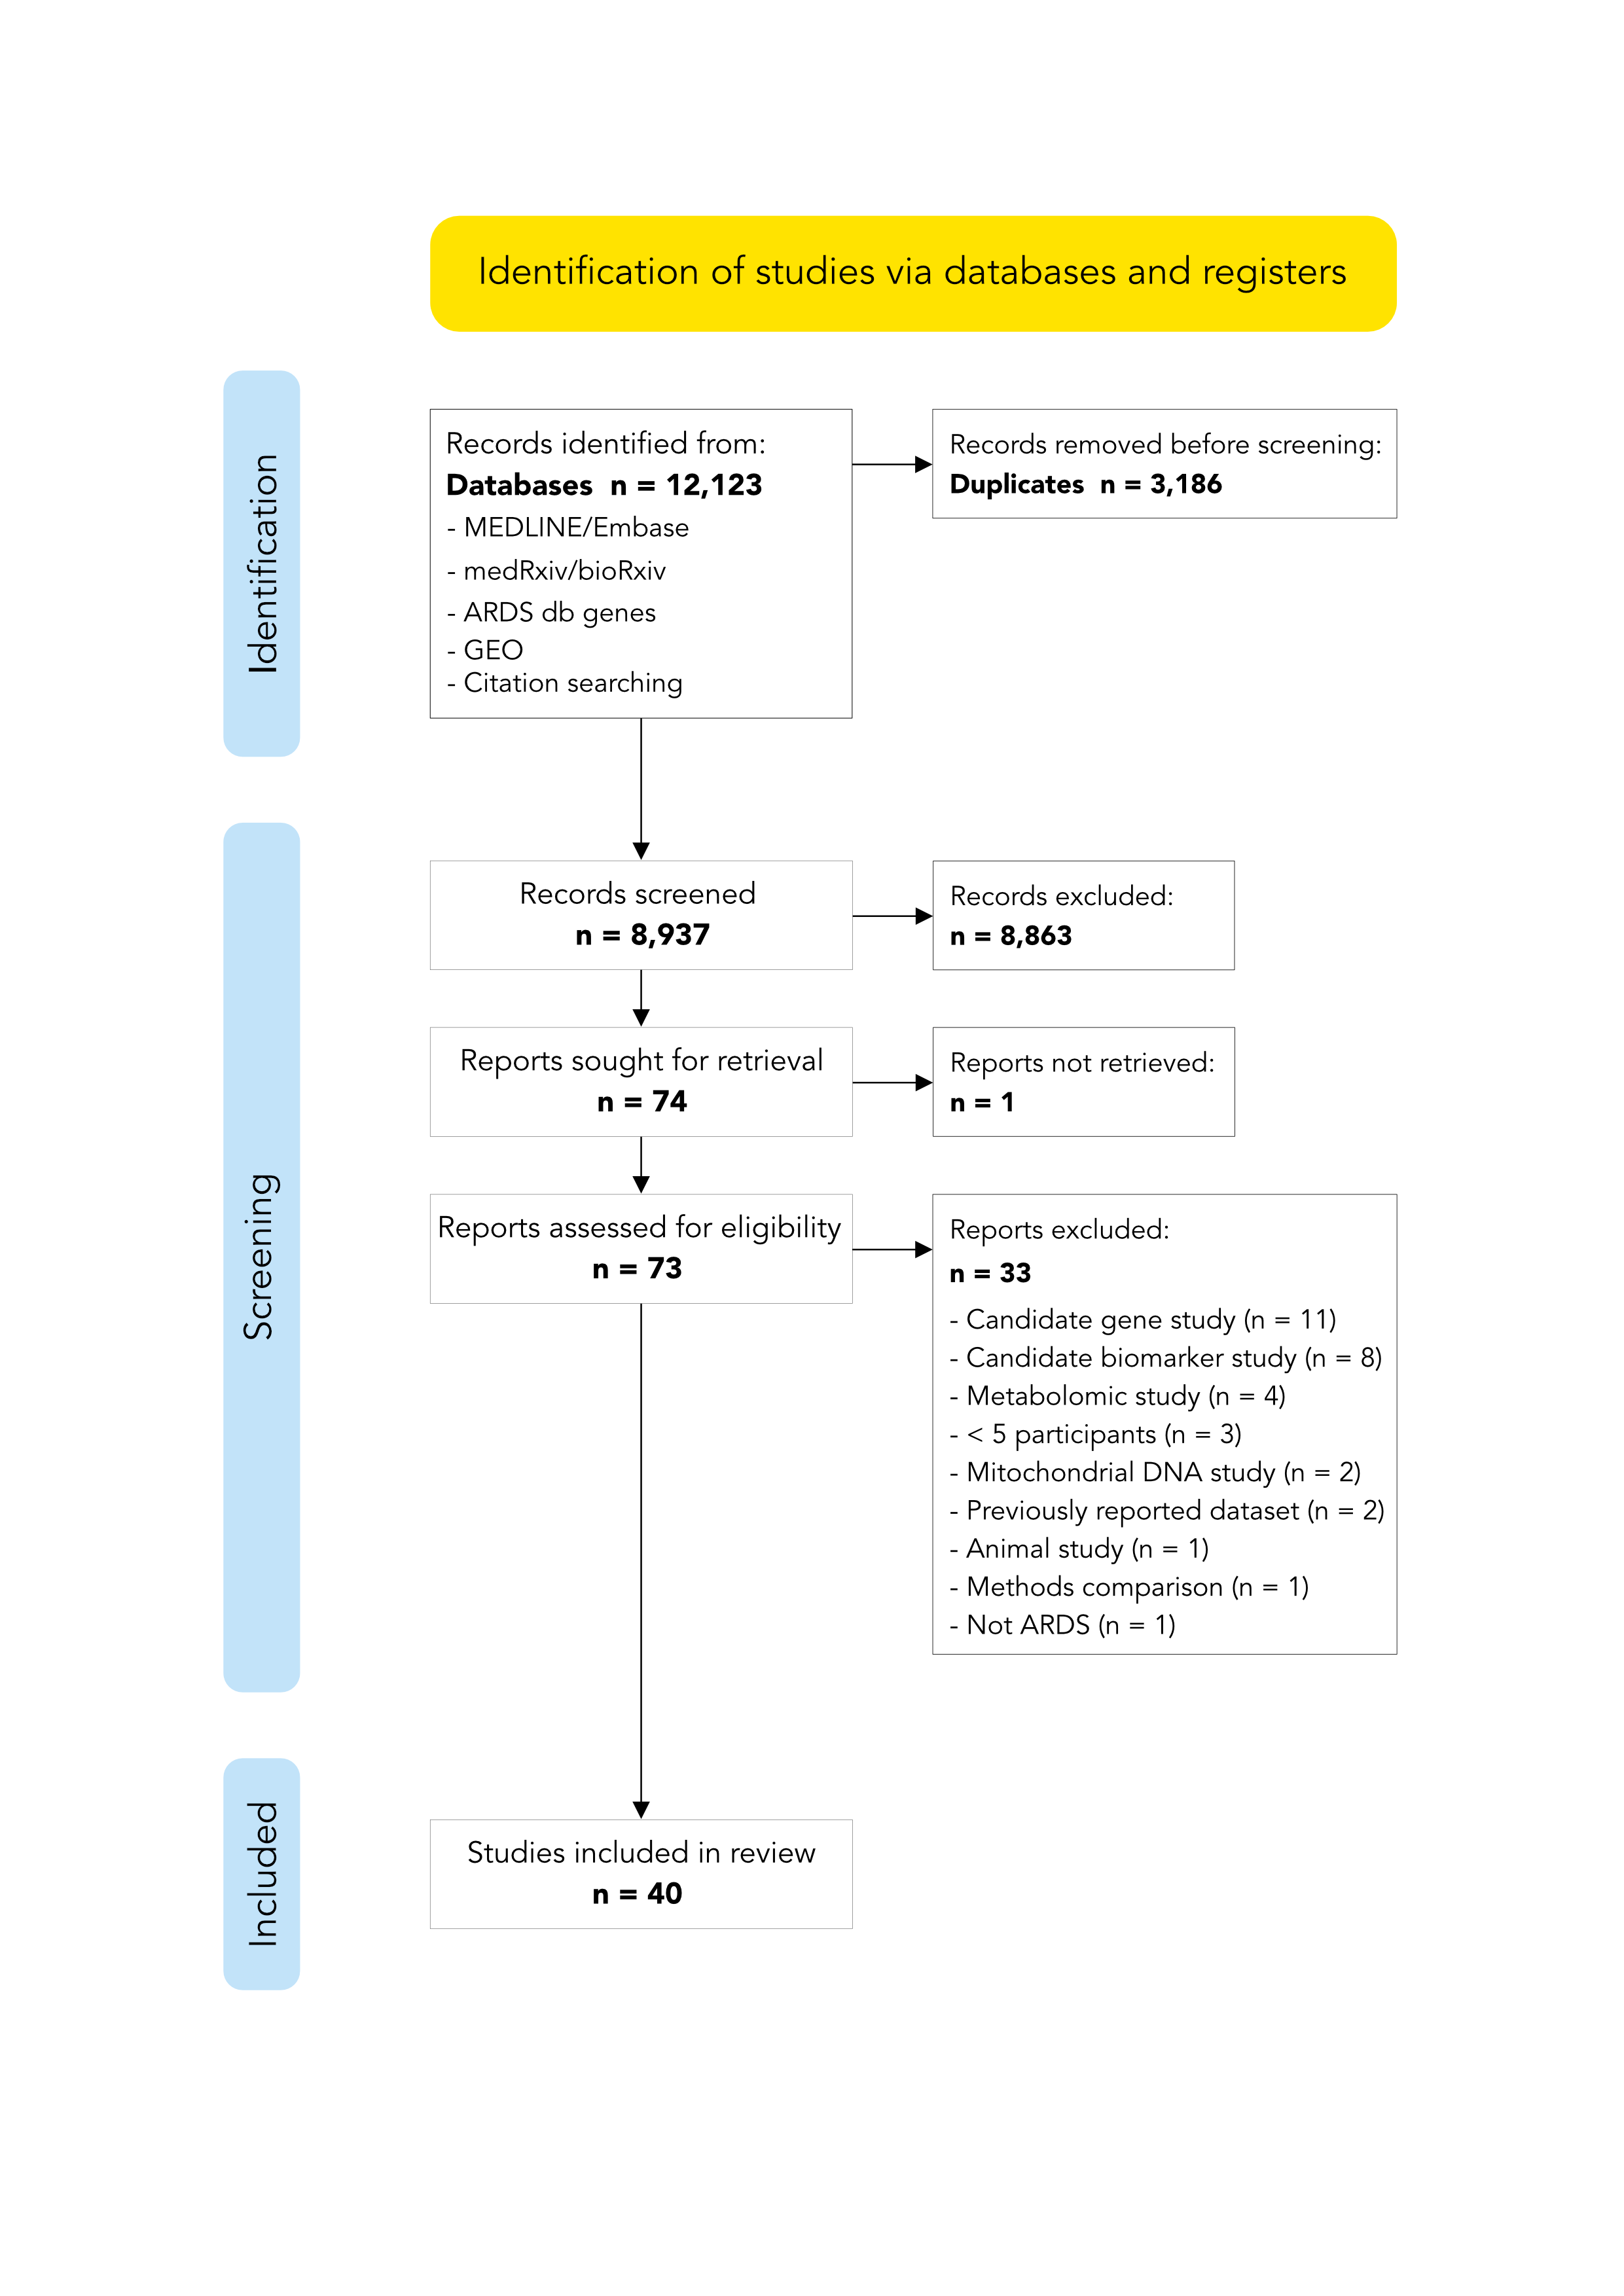 Identification of studies via databases and registers
Identification
Records identified from:
Databases n = 12,123
- MEDLINE/Embase
- medRxiv/bioRxiv
- ARDS db genes
- GEO
- Citation searching
Records removed before screening:
Duplicates n = 3,186
Screening
Records screened
n = 8,937
Records excluded:
n = 8,863
Reports sought for retrieval
n = 74
Reports not retrieved:
n = 1
Reports assessed for eligibility
n = 73
Reports excluded:
n = 33
- Candidate gene study (n = 11)
- Candidate biomarker study (n = 8)
- Metabolomic study (n = 4)
- < 5 participants (n = 3)
- Mitochondrial DNA study (n = 2)
- Previously reported dataset (n = 2)
- Animal study (n = 1)
- Methods comparison (n = 1)
- Not ARDS (n = 1)
Included
Studies included in review
n = 40